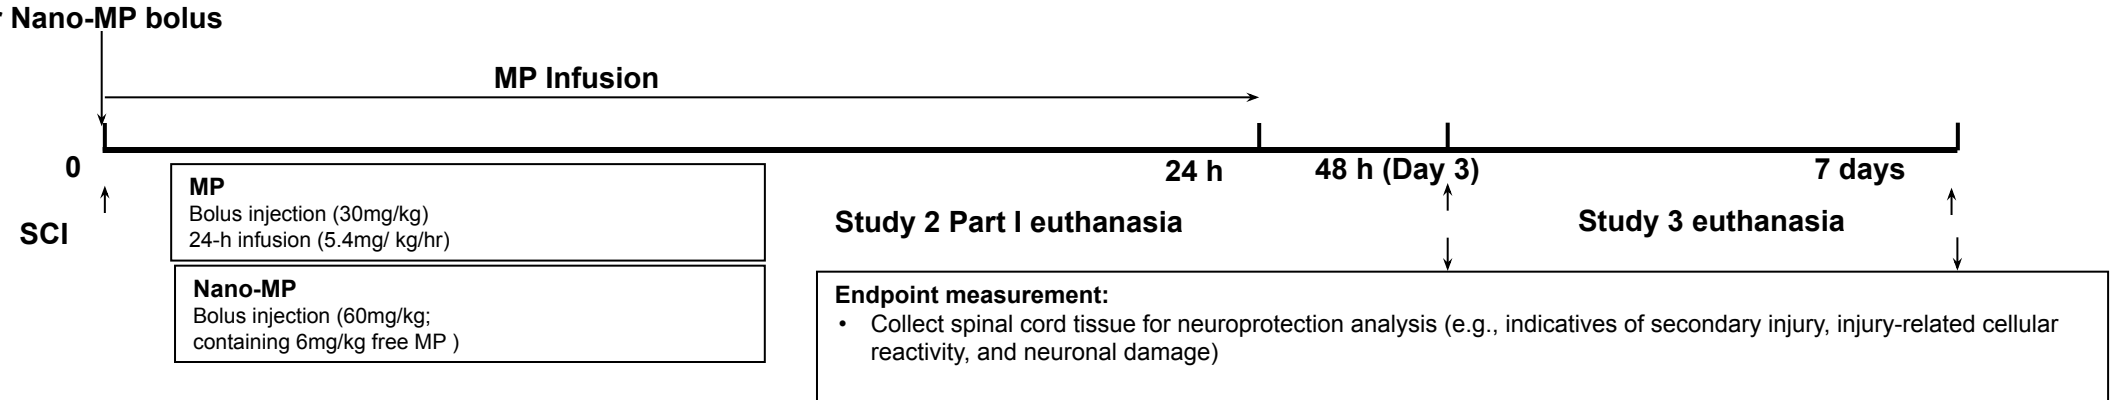 Nano-MP bolus
MP Infusion
0
24 h
48 h (Day 3)
7 days
SCI
MP
Bolus injection (30mg/kg)
24-h infusion (5.4mg/ kg/hr)
Study 2 Part I euthanasia
Study 3 euthanasia
Nano-MP
Bolus injection (60mg/kg;
containing 6mg/kg free MP )
Endpoint measurement:
• Collect spinal cord tissue for neuroprotection analysis (e.g., indicatives of secondary injury, injury-related cellular
reactivity, and neuronal damage)